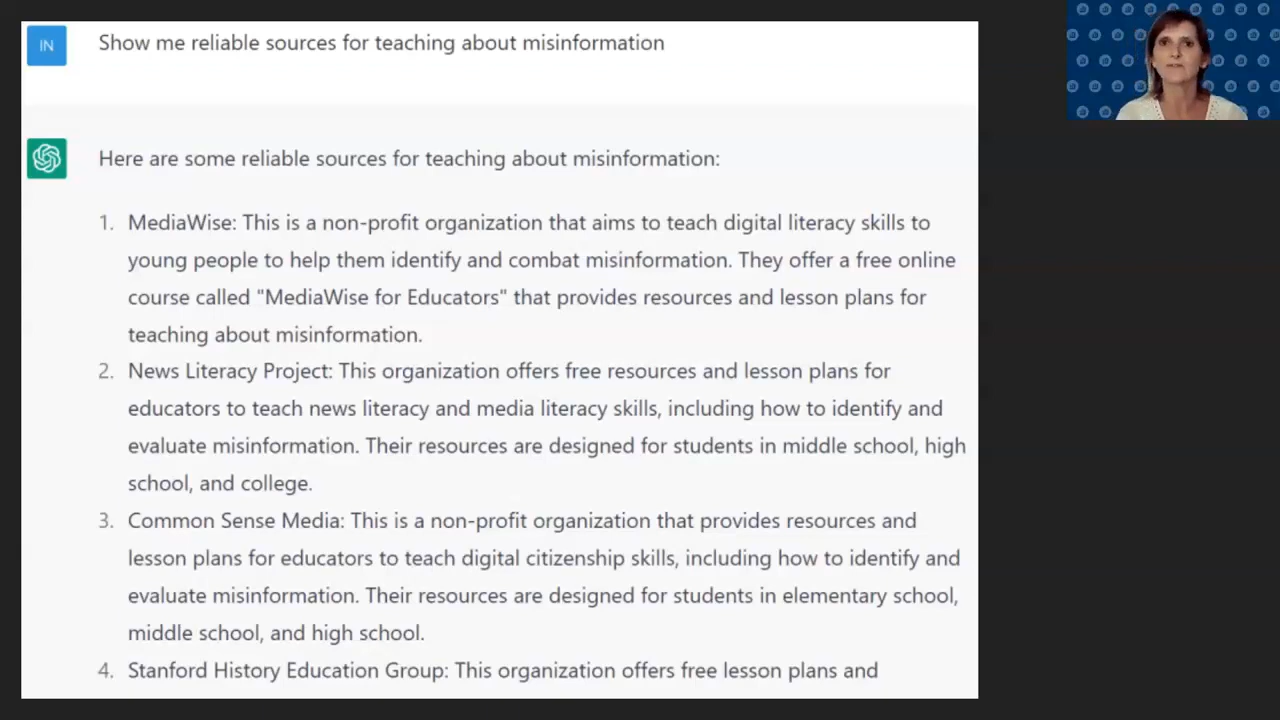 IN
Show me reliable sources for teaching about misinformation
Here are some reliable sources for teaching about misinformation:
1. MediaWise: This is a non-profit organization that aims to teach digital literacy skills to
young people to help them identify and combat misinformation. They offer a free online
course called "MediaWise for Educators" that provides resources and lesson plans for
teaching about misinformation.
2. News Literacy Project: This organization offers free resources and lesson plans for
educators to teach news literacy and media literacy skills, including how to identify and
evaluate misinformation. Their resources are designed for students in middle school, high
school, and college.
3. Common Sense Media: This is a non-profit organization that provides resources and
lesson plans for educators to teach digital citizenship skills, including how to identify and
evaluate misinformation. Their resources are designed for students in elementary school,
middle school, and high school.
4. Stanford History Education Group: This organization offers free lesson plans and